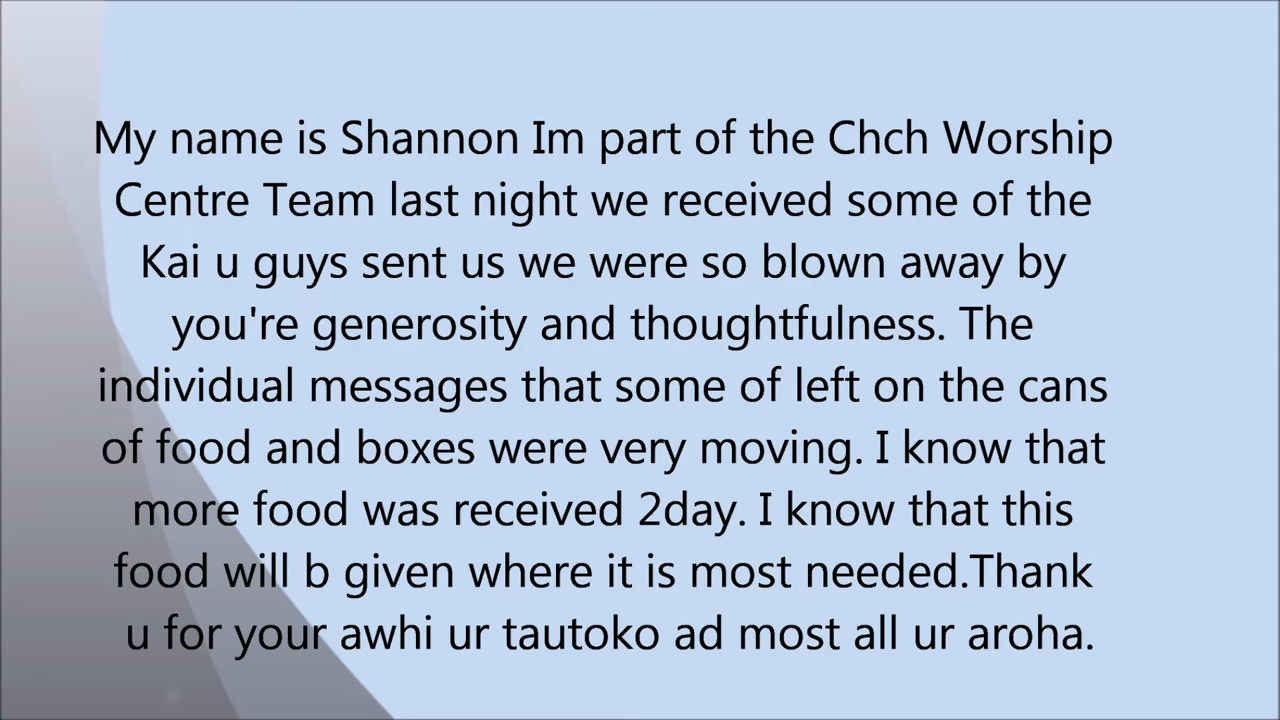 My name is Shannon Im part of the Chch Worship
Centre Team last night we received some of the
Kai u guys sent us we were so blown away by
you're generosity and thoughtfulness. The
individual messages that some of left on the cans
of food and boxes were very moving. I know that
more food was received 2day. I know that this
food will b given where it is most needed.Thank
u for your awhi ur tautoko ad most all ur aroha.